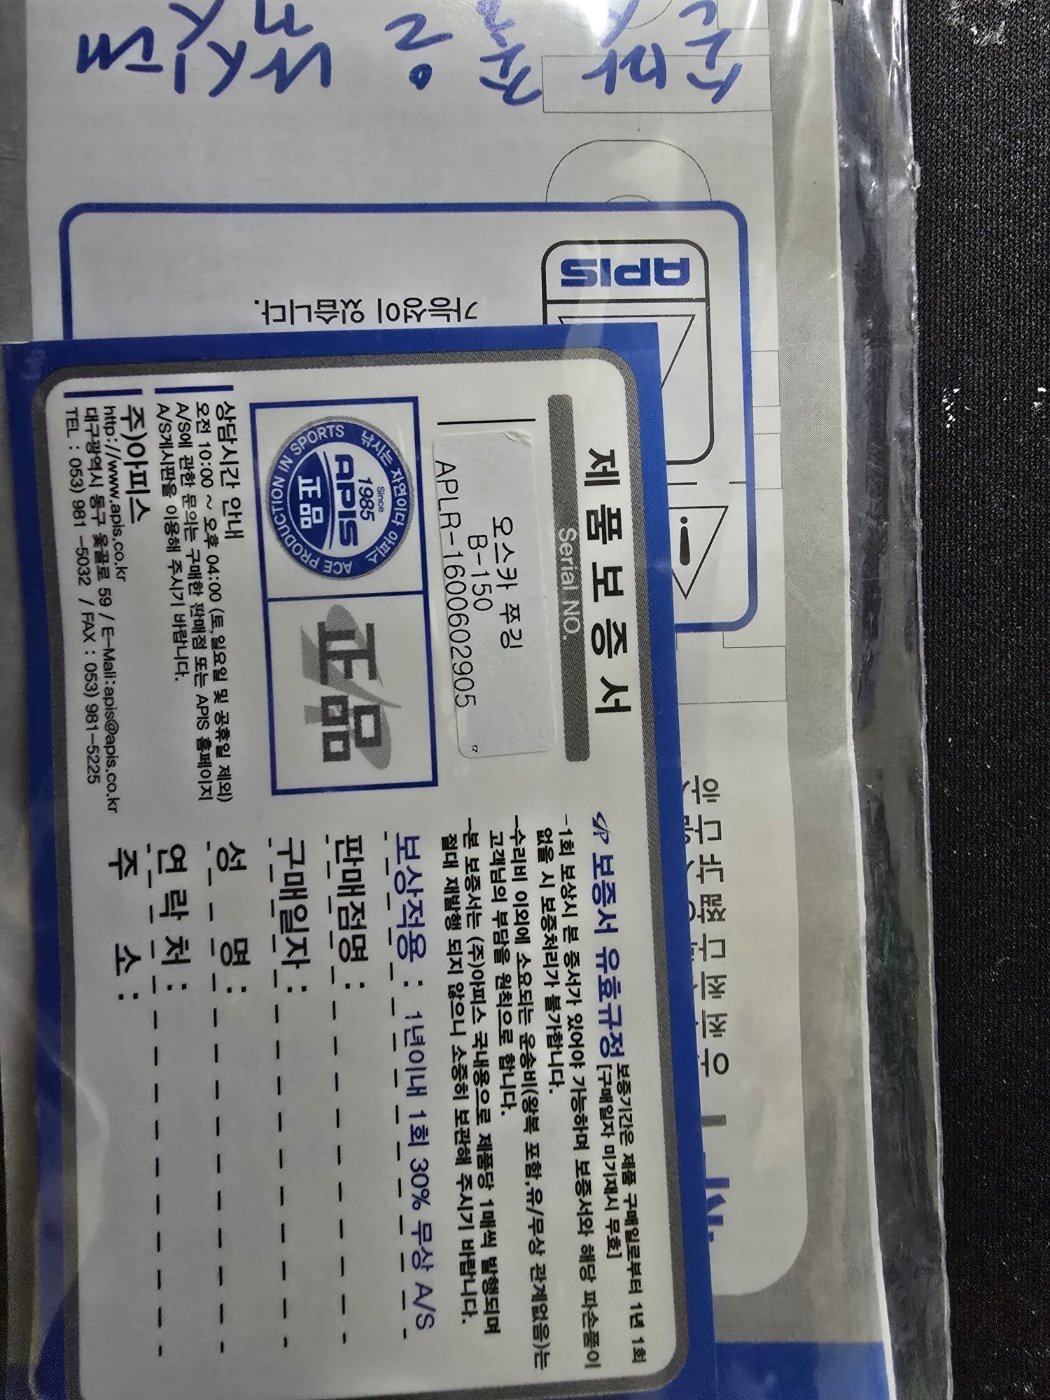 낚시대
APIS
가능성이 있습니다.
제품보증서
Serial NO.
오스카 쭈깅
B-150
APLR-1600602905
낚시는 자연이다 아피스
Since
1985
APIS
正品
ACE PRODUCTION IN SPORTS
正品
상담시간 안내
오전 10:00 ~ 오후 04:00 (토, 일요일 및 공휴일 제외)
A/S에 관한 문의는 구매한 판매점 또는 APIS 홈페이지
A/S게시판을 이용해 주시기 바랍니다.
주)아피스
http://www.apis.co.kr
대구광역시 동구 옻골로 59 / E-Mail:apis@apis.co.kr
TEL : 053) 981-5032 / FAX : 053) 981-5225
보증서 유효규정
보증기간은 제품 구매일로부터 1년 1회
[구매일자 미기재시 무효]
-1회 보상시 본 증사가 있어야 가능하며 보증서와 해당 파손품이
없을 시 보증처리가 불가합니다.
-수리비 이외에 소요되는 운송비(왕복 포함,유/무상 관계없음)는
고객님의 부담을 원칙으로 합니다.
-본 보증서는 (주)아피스 국내용으로 제품당 1매씩 발행되며
절대 재발행 되지 않으니 소중히 보관해 주시기 바랍니다.
보상적용 : 1년이내 1회 30% 무상 A/S
판매점명 :
구매일자 :
성 명 :
연락처 :
주 소 :